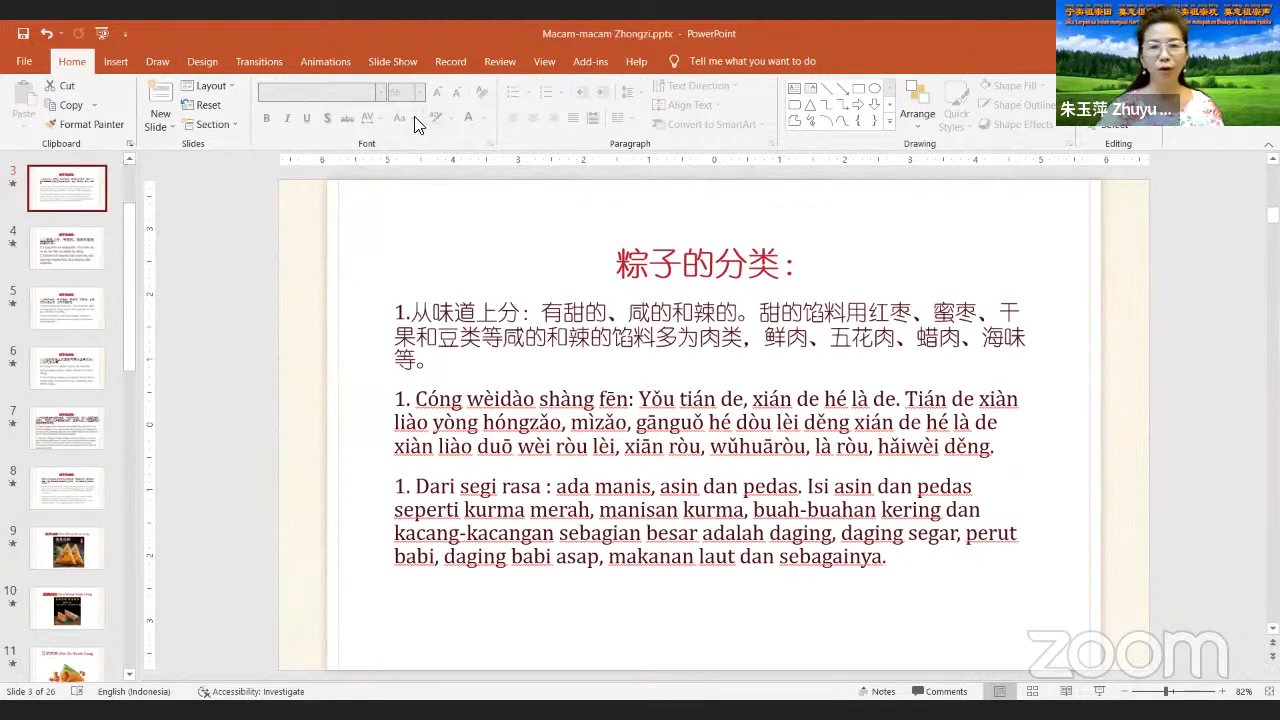 Macam-macam Zhongzi.pptx - PowerPoint
File Home Insert Draw Design Transitions Animations Slide Show Record Review View Add-ins Help Tell me what you want to do
Paste
Cut
Copy
Format Painter
Clipboard
New Slide
Layout
Reset
Section
Slides
Font
Text Direction
Align Text
Convert to SmartArt
Paragraph
Arrange
Quick Styles
Shape Outline
Shape Effects
Drawing
Editing
朱玉萍 Zhuyu ...
粽子的分类：
1.从味道上分：有甜的、咸的和辣的。甜的馅料用红枣、蜜枣、干
果和豆类等咸的和辣的馅料多为肉类，鲜肉、五花肉、蜡肉、海味
等。
1. Cóng wèidào shàng fēn: Yǒu tián de, xián de hé là de. Tián de xiàn
liào yòng hóngzǎo, mìzǎo, gānguǒ hé dòu lèi děng xián de hé là de
xiàn liào duō wèi ròu lèi, xiān ròu, wǔhuāròu, là ròu, hǎiwèi děng.
1. Dari segi rasa : ada manis, asin dan pedas. Isi asin dan pedas
seperti kurma merah, manisan kurma, buah-buahan kering dan
kacang-kacangan sebagian besar adalah daging, daging segar, perut
babi, daging babi asap, makanan laut dan sebagainya.
3
4
5
7
10
11
zoom
Slide 3 of 26 English (Indonesia) Accessibility: Investigate Notes Comments 82%